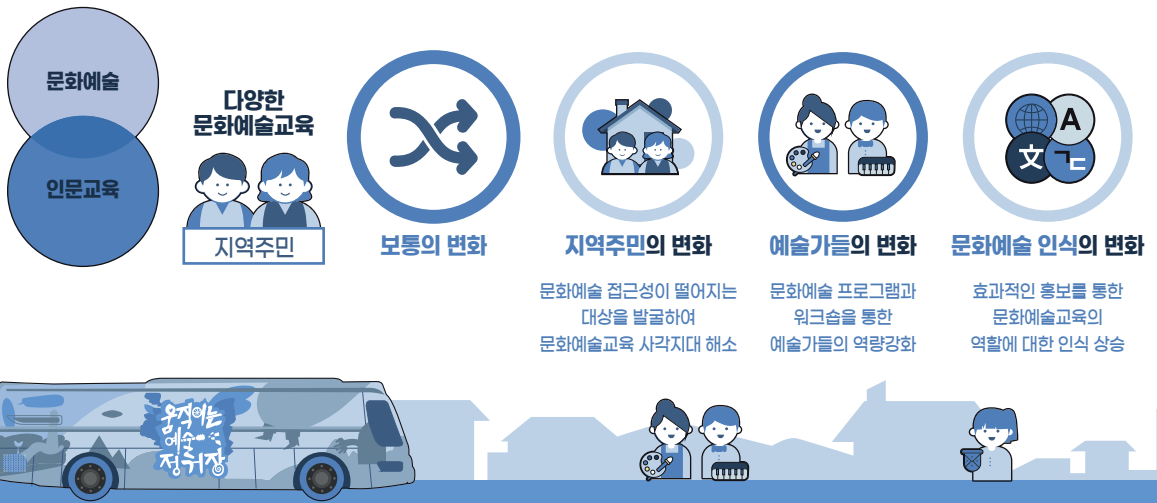 문화예술
인문교육
다양한
문화예술교육
지역주민
보통의 변화
지역주민의 변화
문화예술 접근성이 떨어지는
대상을 발굴하여
문화예술교육 사각지대 해소
예술가들의 변화
문화예술 프로그램과
워크숍을 통한
예술가들의 역량강화
A
文
ㄱㄷ
문화예술 인식의 변화
효과적인 홍보를 통한
문화예술교육의
역할에 대한 인식 상승
움직이는
예술
정거장